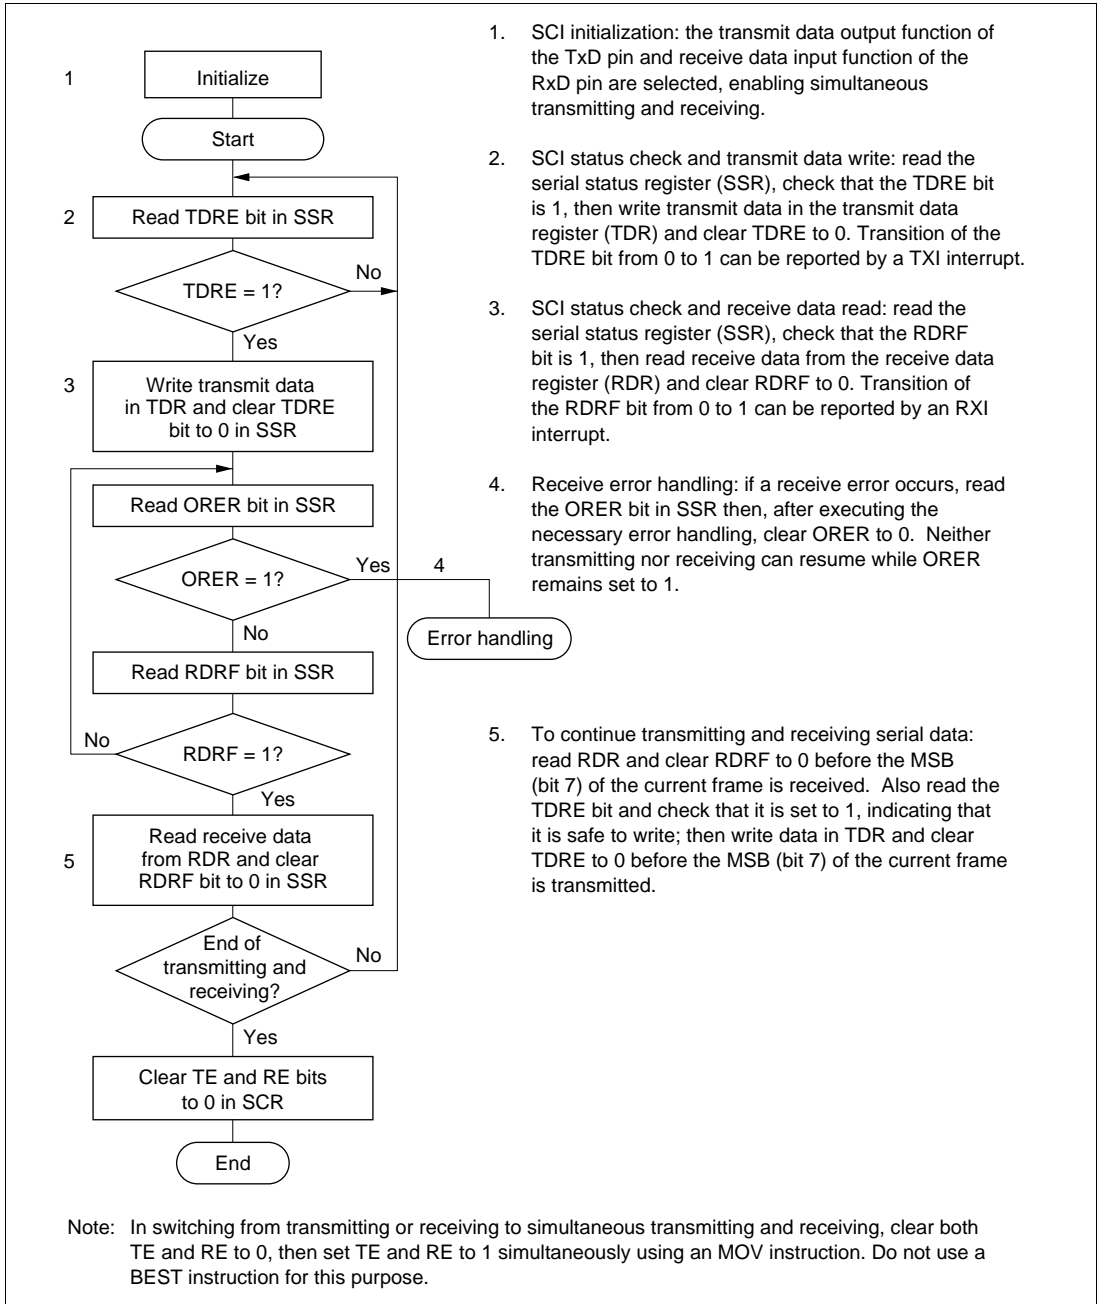 1
Initialize
Start
2
Read TDRE bit in SSR
TDRE = 1?
No
Yes
3
Write transmit data
in TDR and clear TDRE
bit to 0 in SSR
Read ORER bit in SSR
ORER = 1?
Yes
4
No
Error handling
Read RDRF bit in SSR
RDRF = 1?
No
Yes
5
Read receive data
from RDR and clear
RDRF bit to 0 in SSR
End of
transmitting and
receiving?
No
Yes
Clear TE and RE bits
to 0 in SCR
End
1. SCI initialization: the transmit data output function of
the TxD pin and receive data input function of the
RxD pin are selected, enabling simultaneous
transmitting and receiving.
2. SCI status check and transmit data write: read the
serial status register (SSR), check that the TDRE bit
is 1, then write transmit data in the transmit data
register (TDR) and clear TDRE to 0. Transition of the
TDRE bit from 0 to 1 can be reported by a TXI interrupt.
3. SCI status check and receive data read: read the
serial status register (SSR), check that the RDRF
bit is 1, then read receive data from the receive data
register (RDR) and clear RDRF to 0. Transition of
the RDRF bit from 0 to 1 can be reported by an RXI
interrupt.
4. Receive error handling: if a receive error occurs, read
the ORER bit in SSR then, after executing the
necessary error handling, clear ORER to 0. Neither
transmitting nor receiving can resume while ORER
remains set to 1.
5. To continue transmitting and receiving serial data:
read RDR and clear RDRF to 0 before the MSB
(bit 7) of the current frame is received. Also read the
TDRE bit and check that it is set to 1, indicating that
it is safe to write; then write data in TDR and clear
TDRE to 0 before the MSB (bit 7) of the current frame
is transmitted.
Note: In switching from transmitting or receiving to simultaneous transmitting and receiving, clear both
TE and RE to 0, then set TE and RE to 1 simultaneously using an MOV instruction. Do not use a
BEST instruction for this purpose.